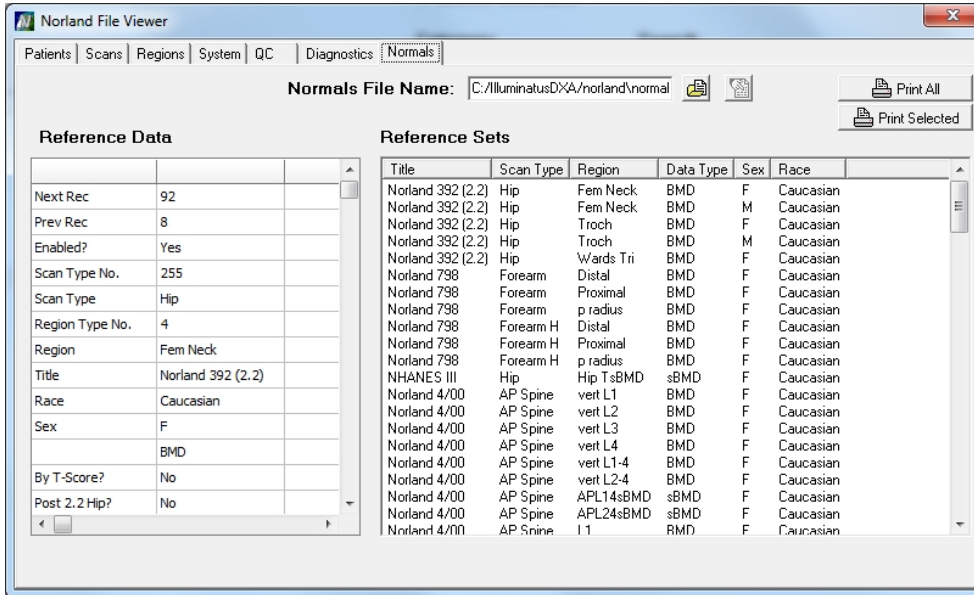 Norland File Viewer
Patients Scans Regions System QC Diagnostics Normals
Normals File Name: C:/IlluminatusDXA/norland\normal
Print All
Print Selected
Reference Data
Next Rec 92
Prev Rec 8
Enabled? Yes
Scan Type No. 255
Scan Type Hip
Region Type No. 4
Region Fem Neck
Title Norland 392 (2.2)
Race Caucasian
Sex F
BMD
By T-Score? No
Post 2.2 Hip? No
Reference Sets
Title Scan Type Region Data Type Sex Race
Norland 392 (2.2) Hip Fem Neck BMD F Caucasian
Norland 392 (2.2) Hip Fem Neck BMD M Caucasian
Norland 392 (2.2) Hip Troch BMD F Caucasian
Norland 392 (2.2) Hip Troch BMD M Caucasian
Norland 392 (2.2) Hip Wards Tri BMD F Caucasian
Norland 798 Forearm Distal BMD F Caucasian
Norland 798 Forearm Proximal BMD F Caucasian
Norland 798 Forearm p radius BMD F Caucasian
Norland 798 Forearm H Distal BMD F Caucasian
Norland 798 Forearm H Proximal BMD F Caucasian
Norland 798 Forearm H p radius BMD F Caucasian
NHANES III Hip Hip TsBMD sBMD F Caucasian
Norland 4/00 AP Spine vert L1 BMD F Caucasian
Norland 4/00 AP Spine vert L2 BMD F Caucasian
Norland 4/00 AP Spine vert L3 BMD F Caucasian
Norland 4/00 AP Spine vert L4 BMD F Caucasian
Norland 4/00 AP Spine vert L1-4 BMD F Caucasian
Norland 4/00 AP Spine vert L2-4 BMD F Caucasian
Norland 4/00 AP Spine APL14sBMD sBMD F Caucasian
Norland 4/00 AP Spine APL24sBMD sBMD F Caucasian
Norland 4/00 AP Spine L1 BMD F Caucasian